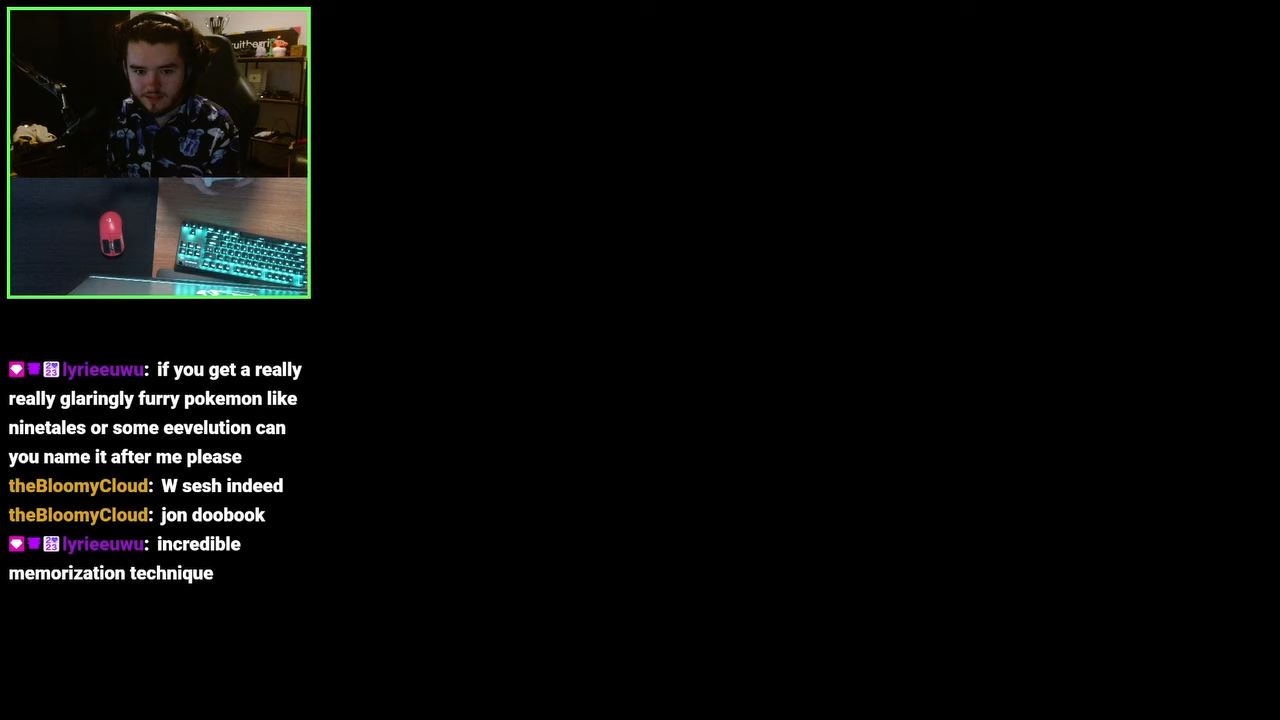 lyrieeuwu: if you get a really
really glaringly furry pokemon like
ninetales or some eevelution can
you name it after me please
theBloomyCloud: W sesh indeed
theBloomyCloud: jon doobook
lyrieeuwu: incredible
memorization technique